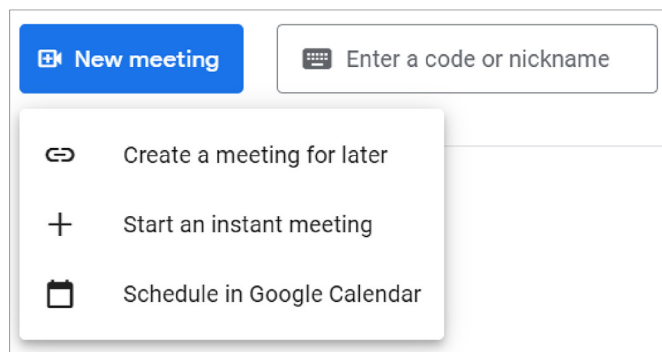 New meeting
Enter a code or nickname
Create a meeting for later
Start an instant meeting
Schedule in Google Calendar